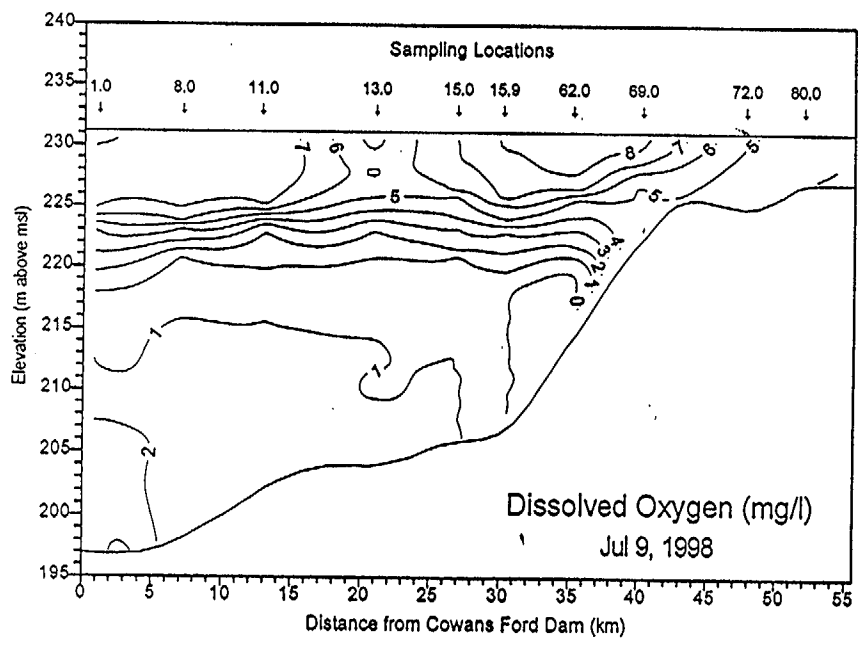 240
Sampling Locations
235
1.0 8.0 11.0 13.0 15.0 15.9 62.0 69.0 72.0 80.0
230
7 6 8 7 6 5
0
225
5 5
4
3
220
2
1
0
215
1
1
210
205
2
200
195
Elevation (m above msl)
Dissolved Oxygen (mg/l)
Jul 9, 1998
0 5 10 15 20 25 30 35 40 45 50 55
Distance from Cowans Ford Dam (km)